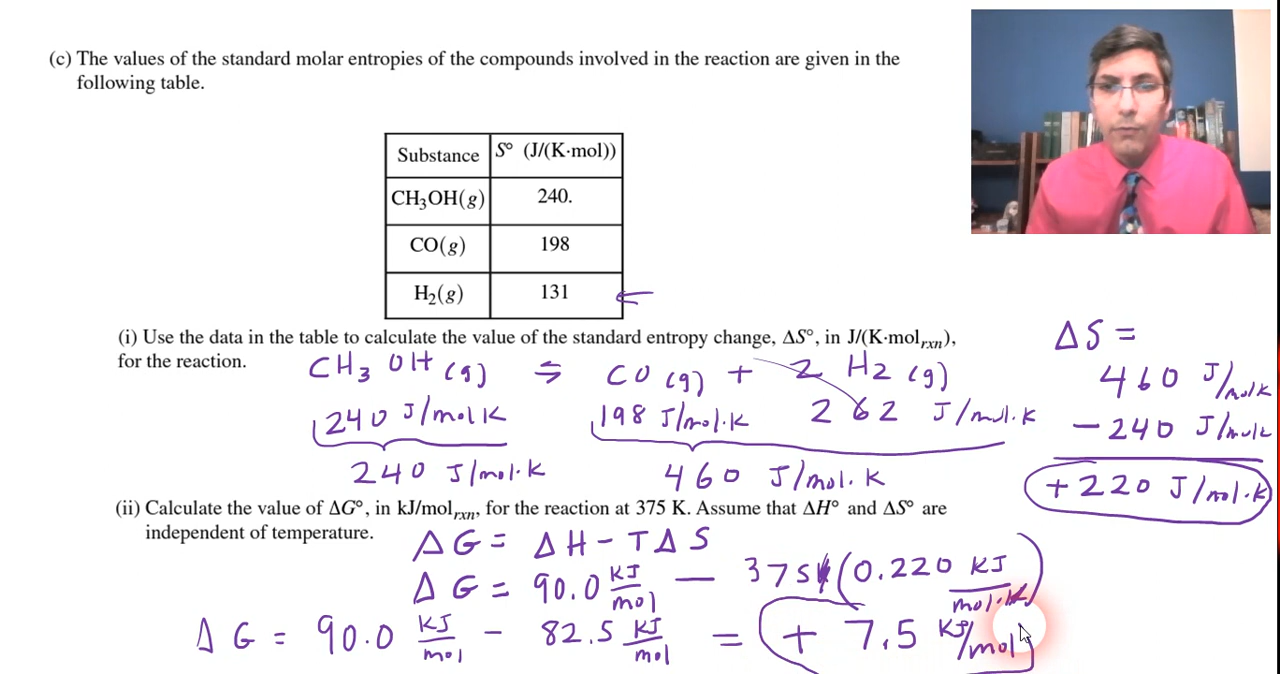 (c) The values of the standard molar entropies of the compounds involved in the reaction are given in the
following table.
Substance S° (J/(K·mol))
CH₃OH(g) 240.
CO(g) 198
H₂(g) 131
(i) Use the data in the table to calculate the value of the standard entropy change, ΔS°, in J/(K·mol_rxn),
for the reaction.
CH₃OH(g) ⇋ CO(g) + 2 H₂(g)
240 J/mol K 198 J/mol·K 262 J/mol·K
240 J/mol·K 460 J/mol·K
ΔS =
460 J/mol K
− 240 J/mol K
+220 J/mol·K
(ii) Calculate the value of ΔG°, in kJ/mol_rxn, for the reaction at 375 K. Assume that ΔH° and ΔS° are
independent of temperature.
ΔG = ΔH − TΔS
ΔG = 90.0 KJ/mol − 375K (0.220 KJ/mol·K)
ΔG = 90.0 KJ/mol − 82.5 KJ/mol = + 7.5 KJ/mol